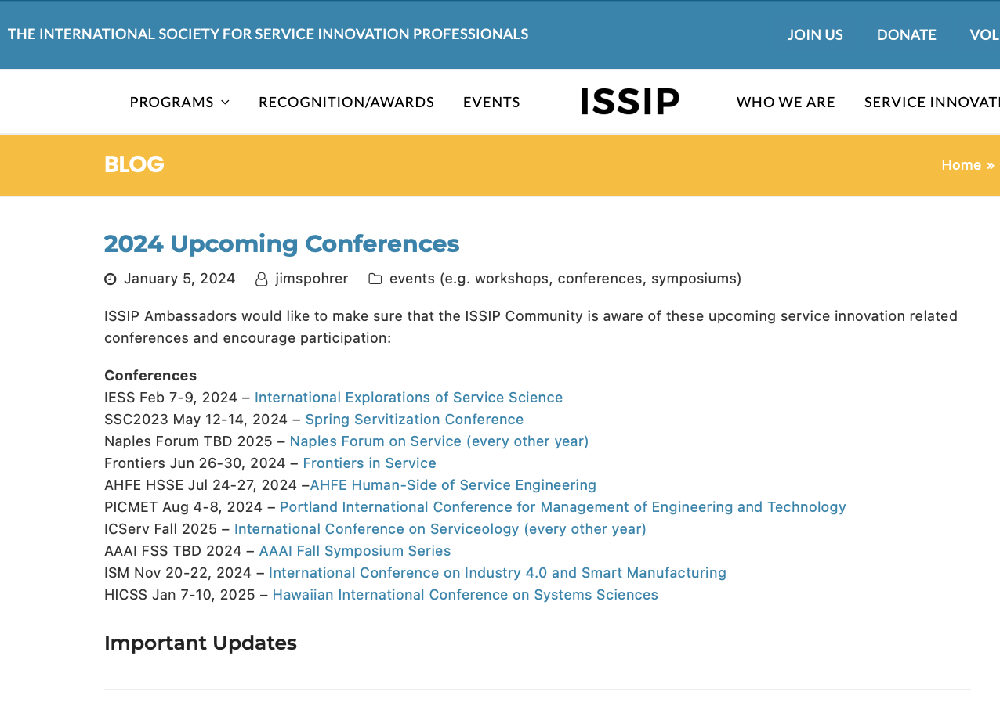 THE INTERNATIONAL SOCIETY FOR SERVICE INNOVATION PROFESSIONALS
JOIN US DONATE VOL
PROGRAMS RECOGNITION/AWARDS EVENTS ISSIP WHO WE ARE SERVICE INNOVATI
BLOG
Home »
2024 Upcoming Conferences
January 5, 2024 jimspohrer events (e.g. workshops, conferences, symposiums)
ISSIP Ambassadors would like to make sure that the ISSIP Community is aware of these upcoming service innovation related
conferences and encourage participation:
Conferences
IESS Feb 7-9, 2024 – International Explorations of Service Science
SSC2023 May 12-14, 2024 – Spring Servitization Conference
Naples Forum TBD 2025 – Naples Forum on Service (every other year)
Frontiers Jun 26-30, 2024 – Frontiers in Service
AHFE HSSE Jul 24-27, 2024 –AHFE Human-Side of Service Engineering
PICMET Aug 4-8, 2024 – Portland International Conference for Management of Engineering and Technology
ICServ Fall 2025 – International Conference on Serviceology (every other year)
AAAI FSS TBD 2024 – AAAI Fall Symposium Series
ISM Nov 20-22, 2024 – International Conference on Industry 4.0 and Smart Manufacturing
HICSS Jan 7-10, 2025 – Hawaiian International Conference on Systems Sciences
Important Updates